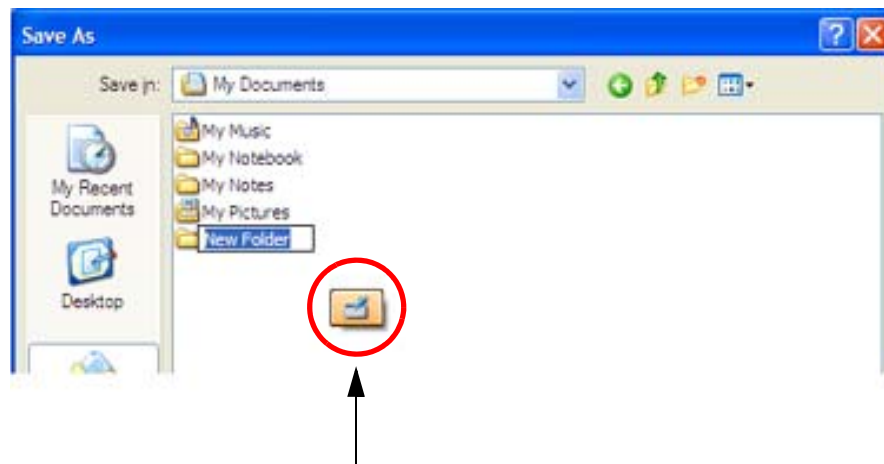 Save As
Save in:
My Documents
My Music
My Notebook
My Notes
My Pictures
New Folder
My Recent
Documents
Desktop